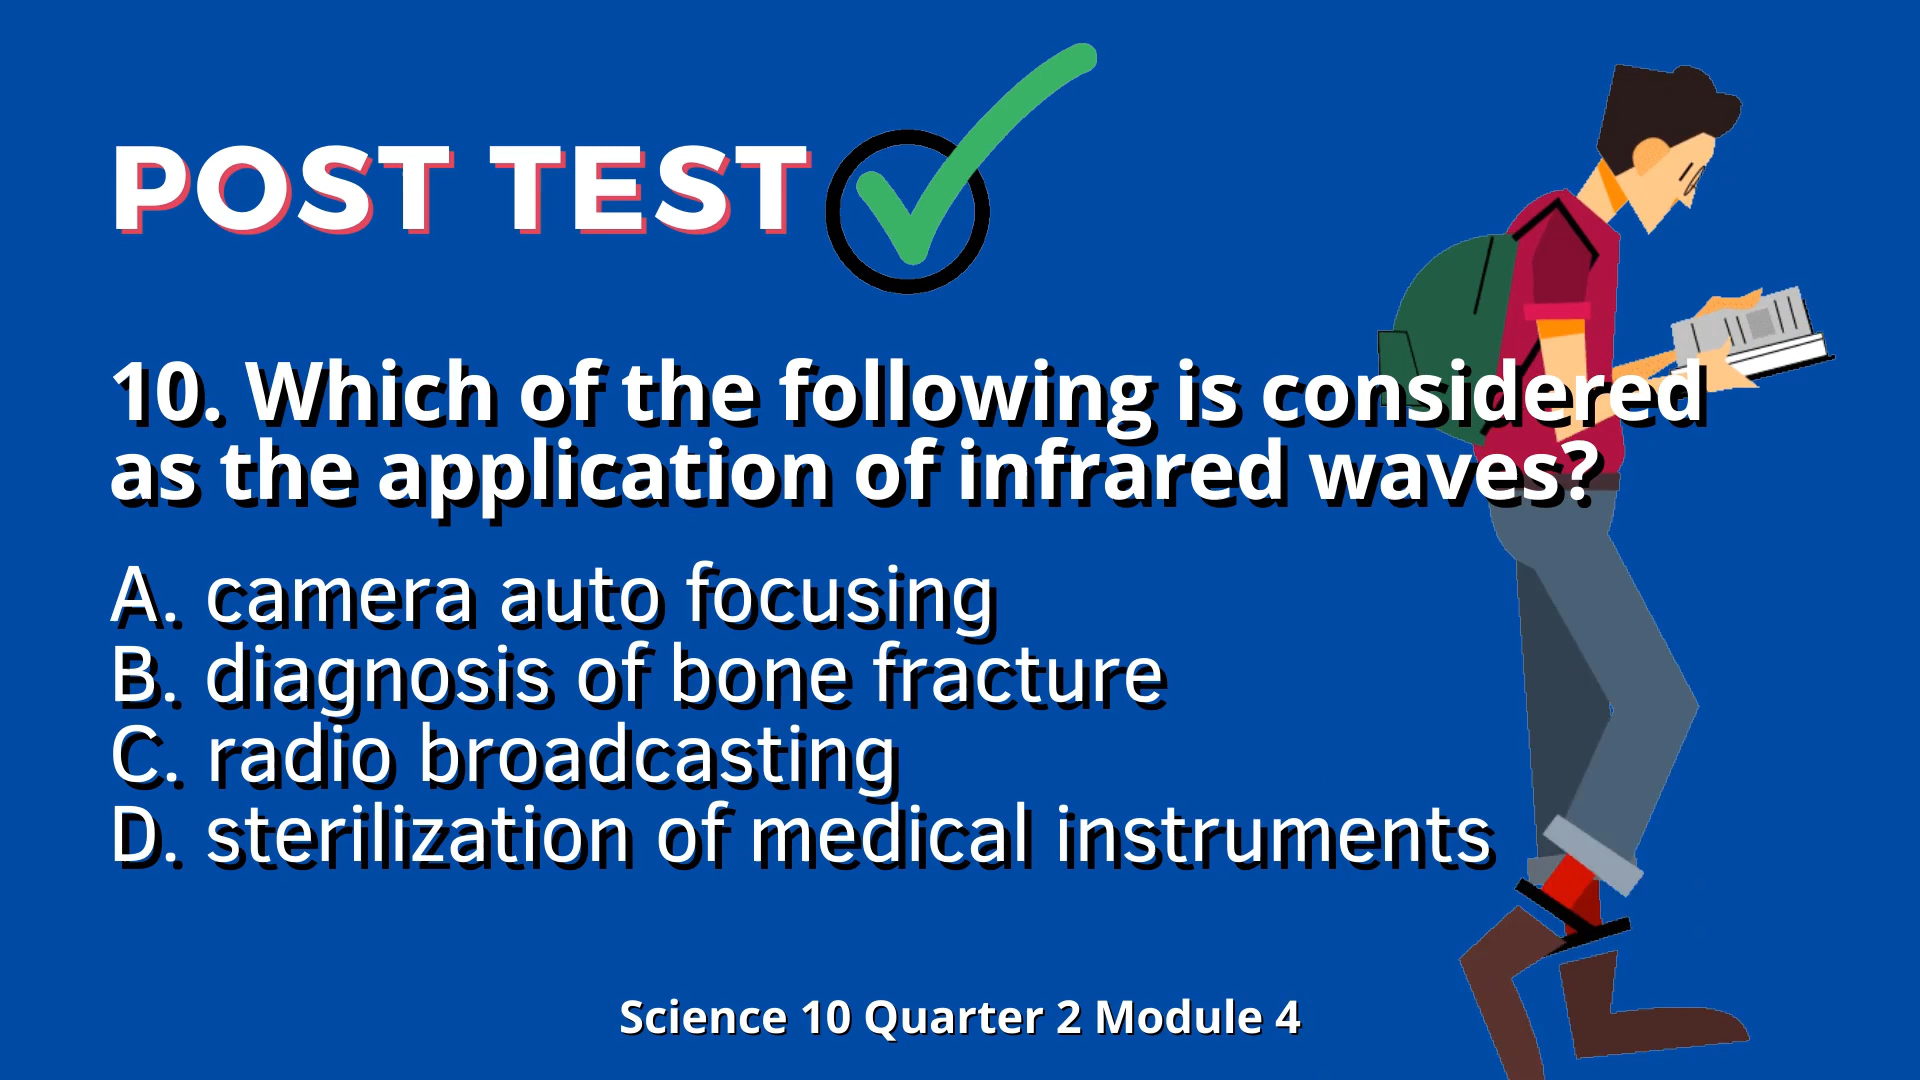 POST TEST
10. Which of the following is considered
as the application of infrared waves?
A. camera auto focusing
B. diagnosis of bone fracture
C. radio broadcasting
D. sterilization of medical instruments
Science 10 Quarter 2 Module 4